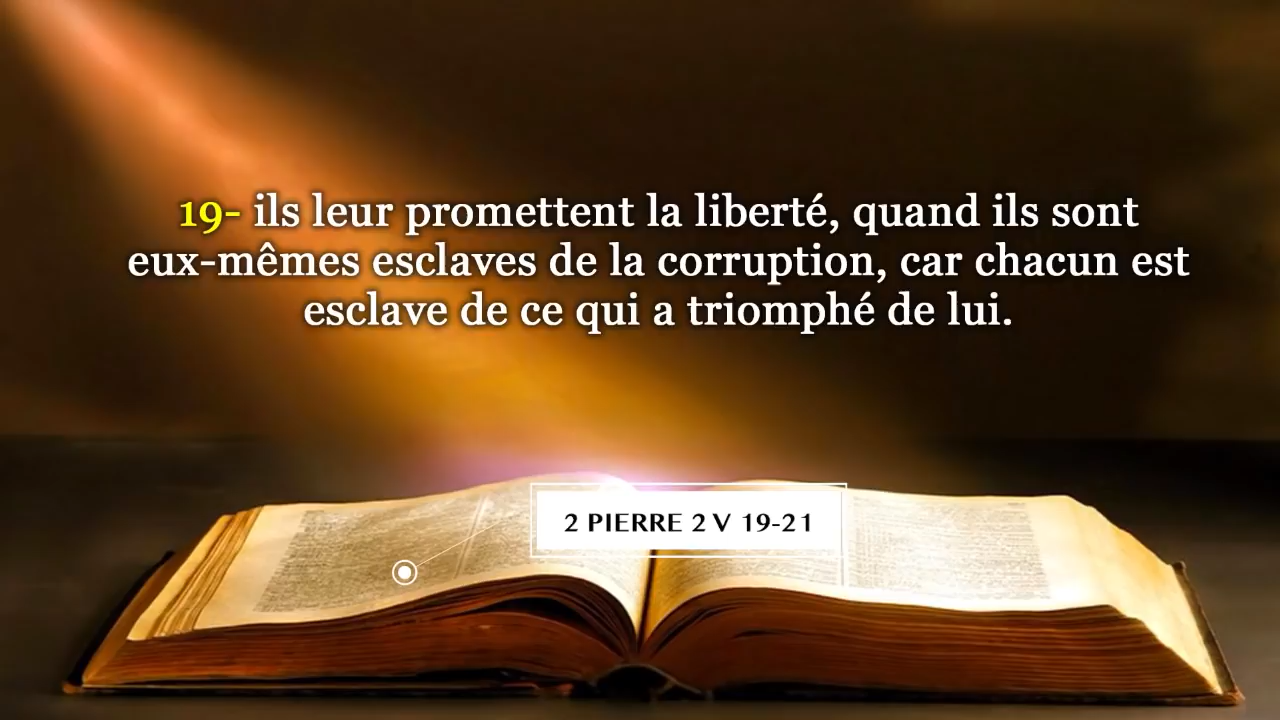 19- ils leur promettent la liberté, quand ils sont
eux-mêmes esclaves de la corruption, car chacun est
esclave de ce qui a triomphé de lui.
2 PIERRE 2 V 19-21